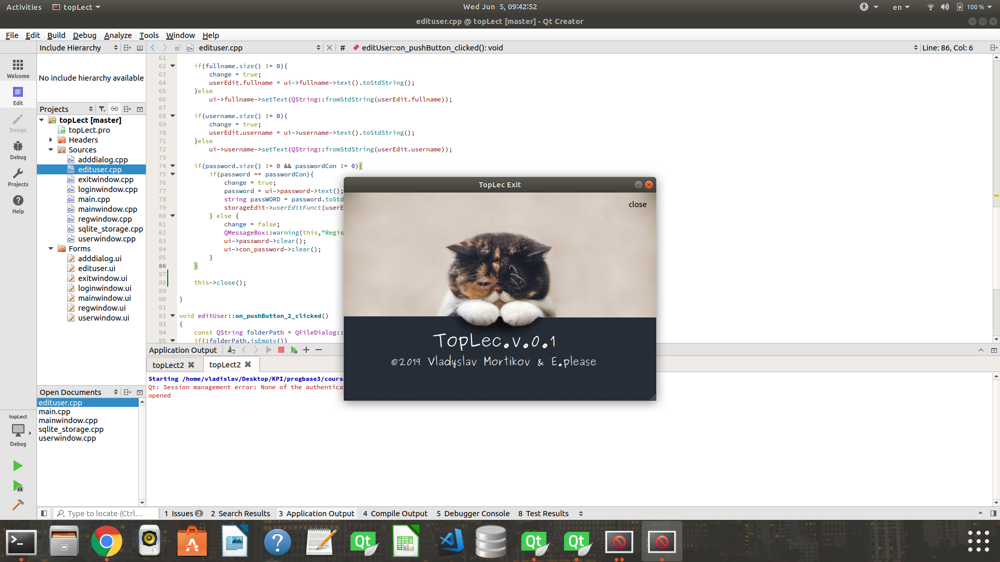 Activities topLect Wed Jun 5, 09:42:52 en 100 %
edituser.cpp @ topLect [master] - Qt Creator
File Edit Build Debug Analyze Tools Window Help
Include Hierarchy edituser.cpp # editUser::on_pushButton_clicked(): void Line: 86, Col: 6
No include hierarchy available
Welcome
Edit
Design
Debug
Projects
Help
Projects
topLect [master]
topLect.pro
Headers
Sources
adddialog.cpp
edituser.cpp
exitwindow.cpp
loginwindow.cpp
main.cpp
mainwindow.cpp
regwindow.cpp
sqlite_storage.cpp
userwindow.cpp
Forms
adddialog.ui
edituser.ui
exitwindow.ui
loginwindow.ui
mainwindow.ui
regwindow.ui
userwindow.ui
Open Documents
edituser.cpp
main.cpp
mainwindow.cpp
sqlite_storage.cpp
userwindow.cpp
topLect
Debug
61
62 if(fullname.size() != 0){
63 change = true;
64 userEdit.fullname = ui->fullname->text().toStdString();
65 }else
66 ui->fullname->setText(QString::fromStdString(userEdit.fullname));
67
68 if(username.size() != 0){
69 change = true;
70 userEdit.username = ui->username->text().toStdString();
71 }else
72 ui->username->setText(QString::fromStdString(userEdit.username));
73
74 if(password.size() != 0 && passwordCon != 0){
75 if(password == passwordCon){
76 change = true;
77 password = ui->password->text();
78 string passWORD = password.toStd
79 storageEdit->userEditFunct(userE
80 } else {
81 change = false;
82 QMessageBox::warning(this,"Regis
83 ui->password->clear();
84 ui->con_password->clear();
85 }
86 }
87
88 this->close();
89
90 }
91
92 void editUser::on_pushButton_2_clicked()
93 {
94 const QString folderPath = QFileDialog::
95 if(!folderPath.isEmpty())
TopLec Exit
close
TopLec.v.0.1
©2019 Vladyslav Mortikov & E.please
Application Output
topLect2 topLect2
Starting /home/vladislav/Desktop/KPI/progbase3/cours
Qt: Session management error: None of the authentica
opened
Type to locate (Ctrl... 1 Issues 2 2 Search Results 3 Application Output 4 Compile Output 5 Debugger Console 8 Test Results
Qt Qt Qt